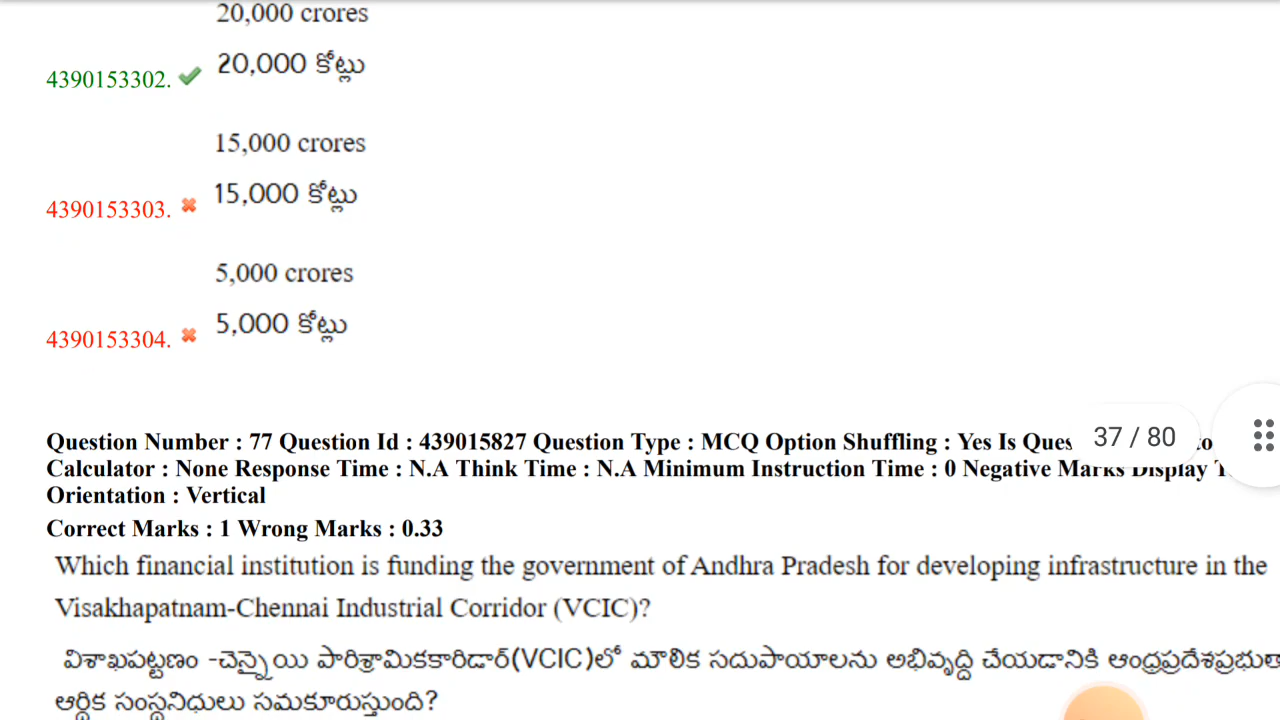 20,000 crores
4390153302. 20,000 కోట్లు
15,000 crores
4390153303. 15,000 కోట్లు
5,000 crores
4390153304. 5,000 కోట్లు
Question Number : 77 Question Id : 439015827 Question Type : MCQ Option Shuffling : Yes Is
37 / 80
Calculator : None Response Time : N.A Think Time : N.A Minimum Instruction Time : 0 Negative Marks Display
Orientation : Vertical
Correct Marks : 1 Wrong Marks : 0.33
Which financial institution is funding the government of Andhra Pradesh for developing infrastructure in the
Visakhapatnam-Chennai Industrial Corridor (VCIC)?
విశాఖపట్టణం -చెన్నైయి పారిశ్రామికకారిడార్(VCIC)లో మౌలిక సదుపాయాలను అభివృద్ది చేయడానికి
ఆర్థిక సంస్థనిధులు సమకూరుస్తుంది?